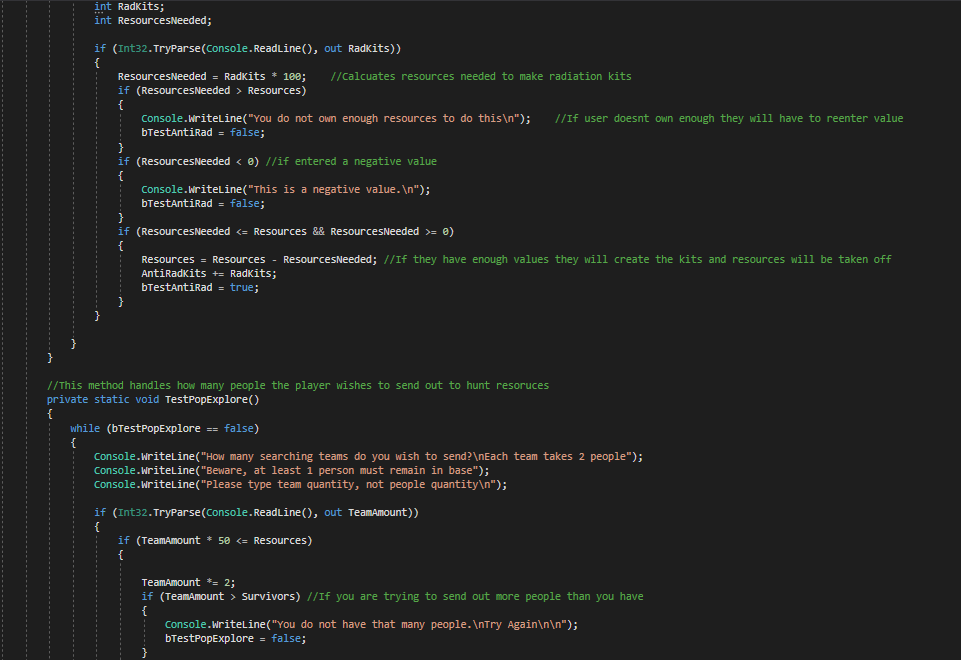 int RadKits;
int ResourcesNeeded;
if (Int32.TryParse(Console.ReadLine(), out RadKits))
{
ResourcesNeeded = RadKits * 100; //Calcuates resources needed to make radiation kits
if (ResourcesNeeded > Resources)
{
Console.WriteLine("You do not own enough resources to do this\n"); //If user doesnt own enough they will have to reenter value
bTestAntiRad = false;
}
if (ResourcesNeeded < 0) //if entered a negative value
{
Console.WriteLine("This is a negative value.\n");
bTestAntiRad = false;
}
if (ResourcesNeeded <= Resources && ResourcesNeeded >= 0)
{
Resources = Resources - ResourcesNeeded; //If they have enough values they will create the kits and resources will be taken off
AntiRadKits += RadKits;
bTestAntiRad = true;
}
}
}
}
//This method handles how many people the player wishes to send out to hunt resoruces
private static void TestPopExplore()
{
while (bTestPopExplore == false)
{
Console.WriteLine("How many searching teams do you wish to send?\nEach team takes 2 people");
Console.WriteLine("Beware, at least 1 person must remain in base");
Console.WriteLine("Please type team quantity, not people quantity\n");
if (Int32.TryParse(Console.ReadLine(), out TeamAmount))
{
if (TeamAmount * 50 <= Resources)
{
TeamAmount *= 2;
if (TeamAmount > Survivors) //If you are trying to send out more people than you have
{
Console.WriteLine("You do not have that many people.\nTry Again\n\n");
bTestPopExplore = false;
}